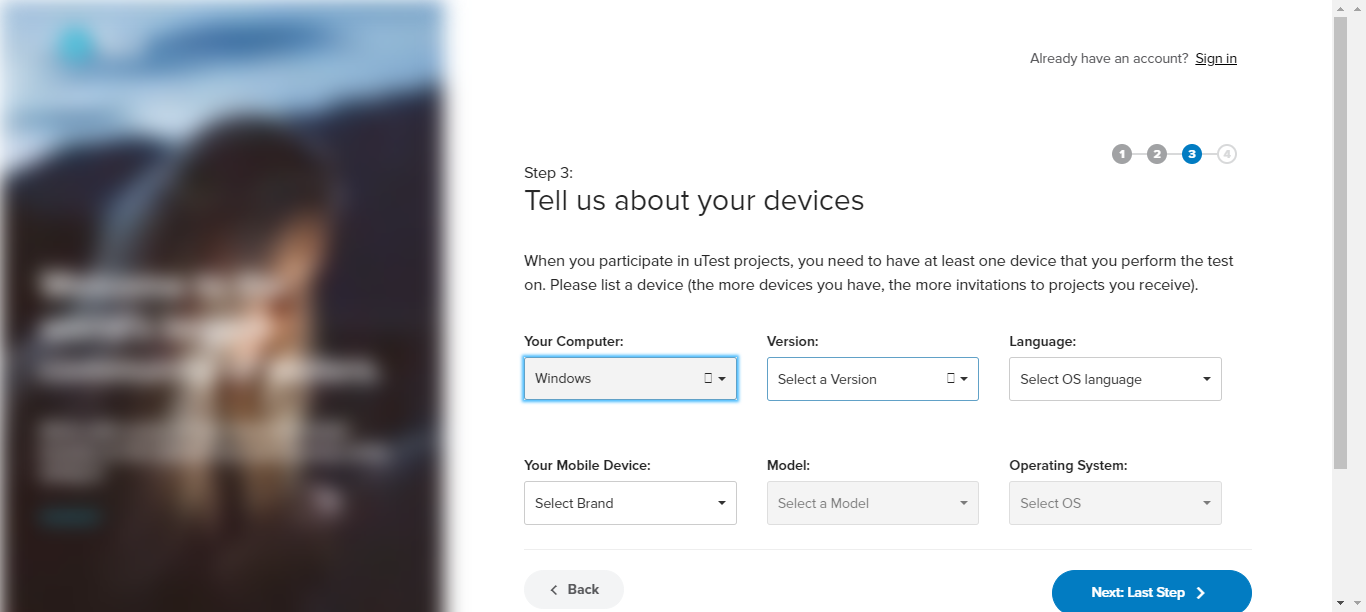 Already have an account? Sign in
1 2 3 4
Step 3:
Tell us about your devices
When you participate in uTest projects, you need to have at least one device that you perform the test
on. Please list a device (the more devices you have, the more invitations to projects you receive).
Your Computer: Version: Language:
Windows Select a Version Select OS language
Your Mobile Device: Model: Operating System:
Select Brand Select a Model Select OS
Back Next: Last Step